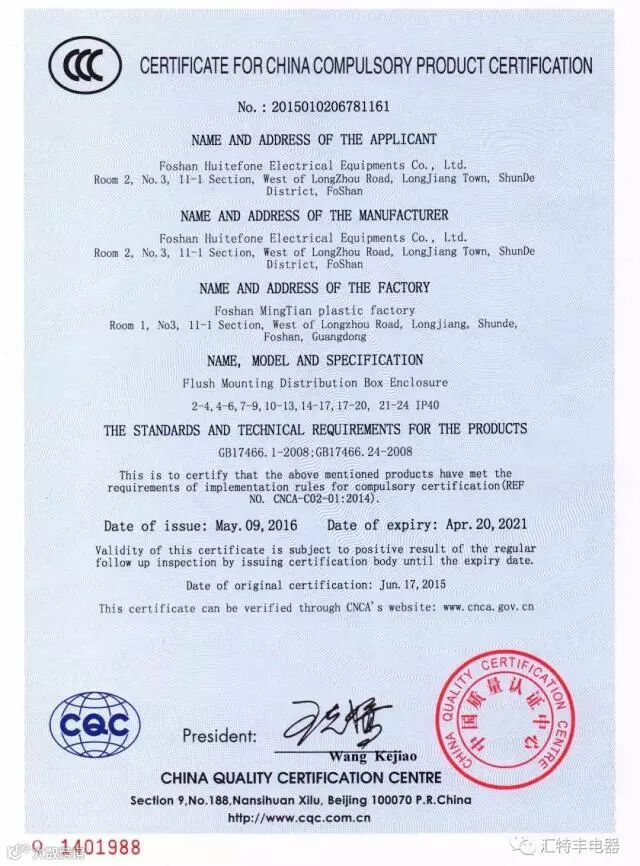 CCC
CERTIFICATE FOR CHINA COMPULSORY PRODUCT CERTIFICATION
No.: 2015010206781161
NAME AND ADDRESS OF THE APPLICANT
Foshan Huitefone Electrical Equipments Co., Ltd.
Room 2, No.3, 11-1 Section, West of LongZhou Road, LongJiang Town, ShunDe
District, FoShan
NAME AND ADDRESS OF THE MANUFACTURER
Foshan Huitefone Electrical Equipments Co., Ltd.
Room 2, No.3, 11-1 Section, West of LongZhou Road, LongJiang Town, ShunDe
District, FoShan
NAME AND ADDRESS OF THE FACTORY
Foshan MingTian plastic factory
Room 1, No3, 11-1 Section, West of Longzhou Road, Longjiang, Shunde,
Foshan, Guangdong
NAME, MODEL AND SPECIFICATION
Flush Mounting Distribution Box Enclosure
2-4, 4-6, 7-9, 10-13, 14-17, 17-20, 21-24 IP40
THE STANDARDS AND TECHNICAL REQUIREMENTS FOR THE PRODUCTS
GB17466.1-2008;GB17466.24-2008
This is to certify that the above mentioned products have met the
requirements of implementation rules for compulsory certification(REF
NO. CNCA-C02-01:2014).
Date of issue: May.09,2016 Date of expiry: Apr.20,2021
Validity of this certificate is subject to positive result of the regular
follow up inspection by issuing certification body until the expiry date.
Date of original certification: Jun.17,2015
This certificate can be verified through CNCA's website: www.cnca.gov.cn
CHINA QUALITY CERTIFICATION CENTRE
中国质量认证中心
CQC
President:
Wang Kejiao
CHINA QUALITY CERTIFICATION CENTRE
Section 9,No.188,Nansihuan Xilu, Beijing 100070 P.R.China
http://www.cqc.com.cn
1401988
汇特丰电器